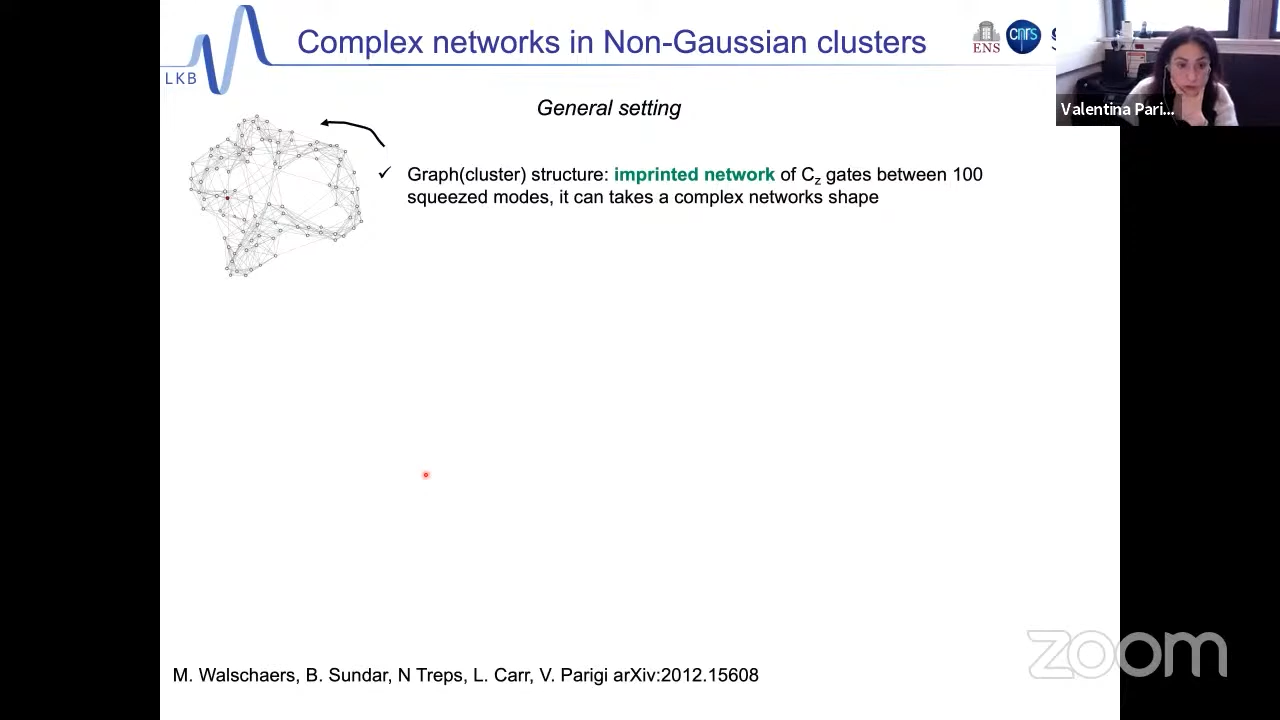 Complex networks in Non-Gaussian clusters
LKB
ENS
cnrs
Valentina Pari...
General setting
✓ Graph(cluster) structure: imprinted network of Cz gates between 100
squeezed modes, it can takes a complex networks shape
M. Walschaers, B. Sundar, N Treps, L. Carr, V. Parigi arXiv:2012.15608
zoom